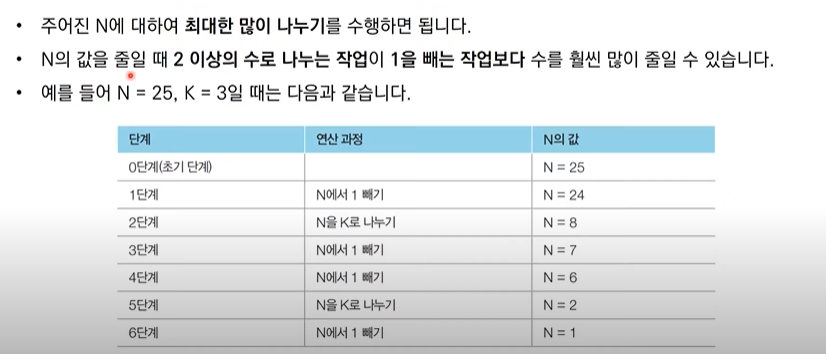 • 주어진 N에 대하여 최대한 많이 나누기를 수행하면 됩니다.
• N의 값을 줄일 때 2 이상의 수로 나누는 작업이 1을 빼는 작업보다 수를 훨씬 많이 줄일 수 있습니다.
• 예를 들어 N = 25, K = 3일 때는 다음과 같습니다.
단계 연산 과정 N의 값
0단계(초기 단계) N = 25
1단계 N에서 1 빼기 N = 24
2단계 N을 K로 나누기 N = 8
3단계 N에서 1 빼기 N = 7
4단계 N에서 1 빼기 N = 6
5단계 N을 K로 나누기 N = 2
6단계 N에서 1 빼기 N = 1